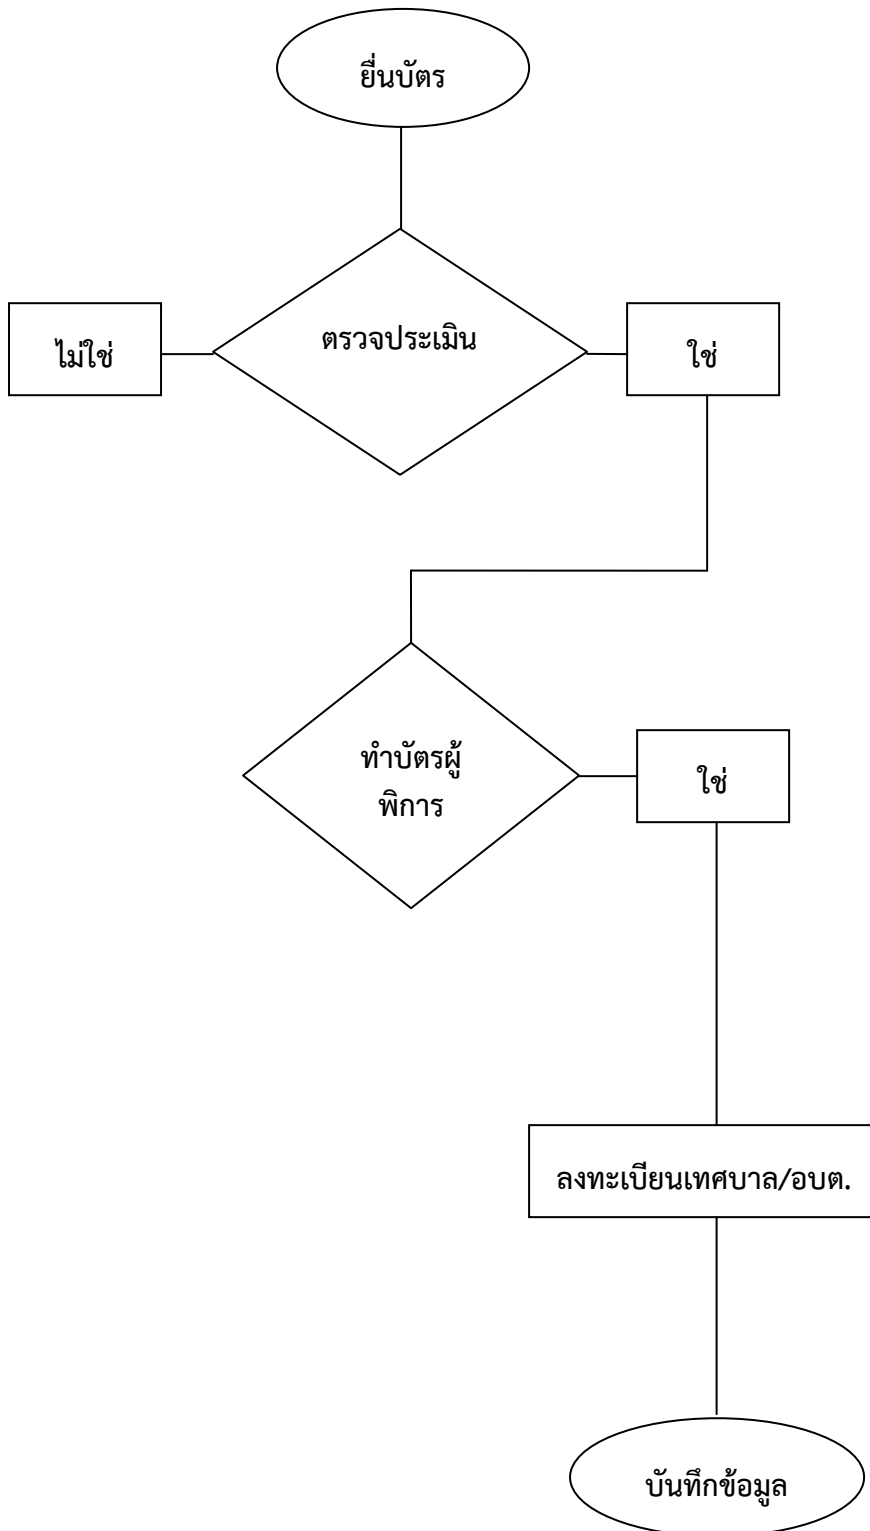 ยื่นบัตร
ตรวจประเมิน
ไม่ใช่
ใช่
ทำบัตรผู้
พิการ
ใช่
ลงทะเบียนเทศบาล/อบต.
บันทึกข้อมูล